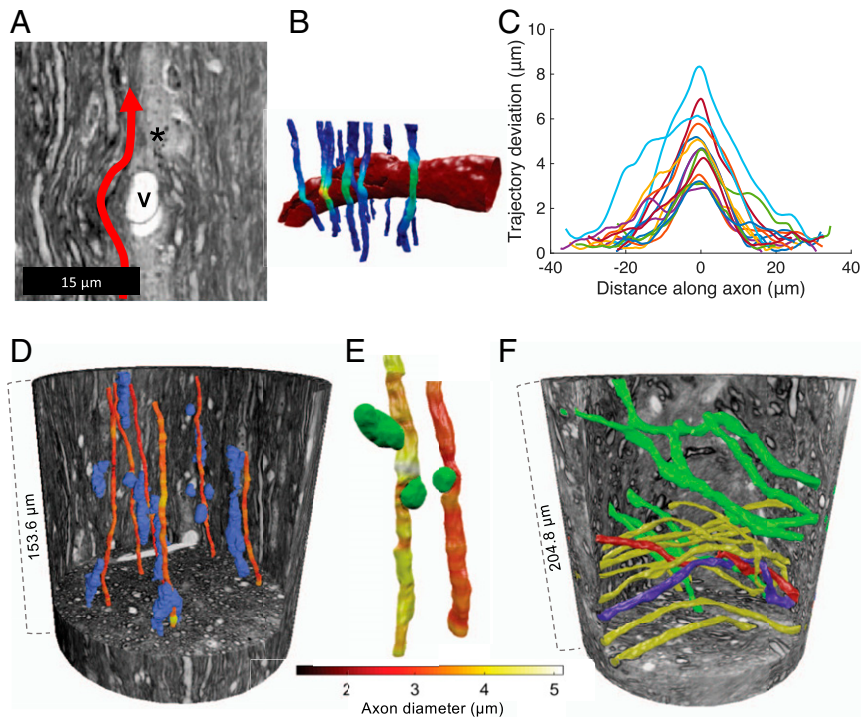 A
*
V
15 µm
B
C
Trajectory deviation (µm)
10
8
6
4
2
0
-40
-20
0
20
40
Distance along axon (µm)
D
153.6 µm
E
F
204.8 µm
2
3
4
5
Axon diameter (µm)